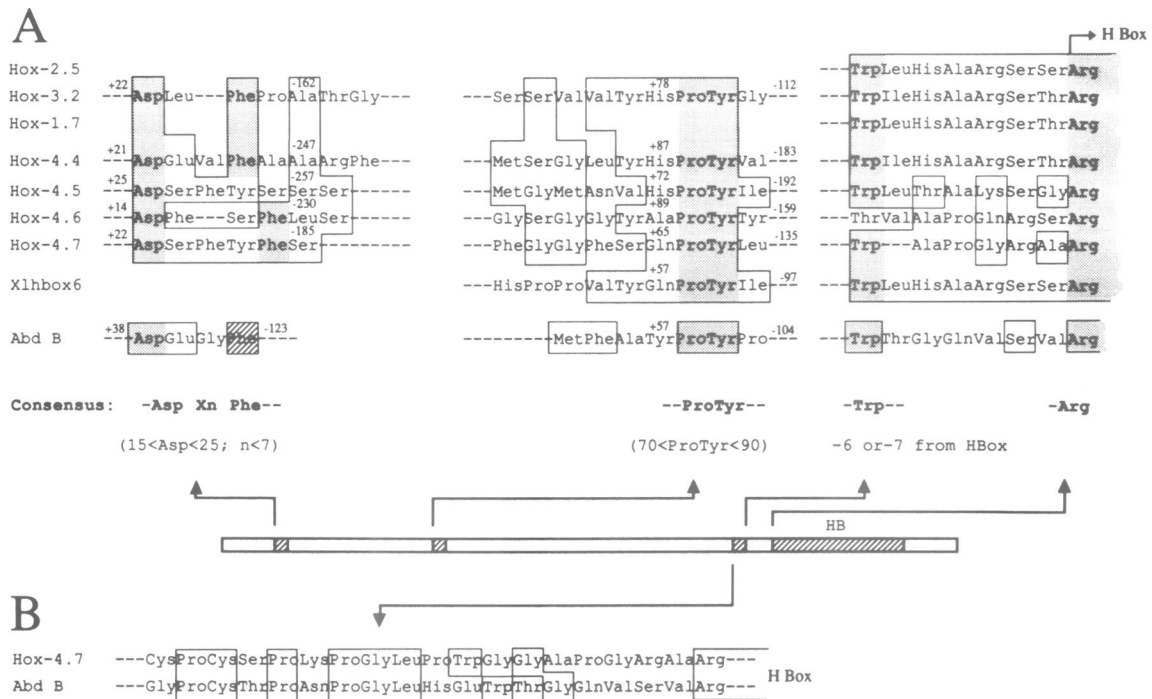 A
H Box
Hox-2.5 ---TrpLeuHisAlaArgSerSerArg
Hox-3.2 +22 --AspLeu---PheProAlaThrGly---- -162 ---SerSerValValTyrHisProTyrGly--- +78 -112 ---TrpIleHisAlaArgSerThrArg
Hox-1.7 ---TrpLeuHisAlaArgSerThrArg
Hox-4.4 +21 --AspGluValPheAlaAlaArgPhe---- -247 ---MetSerGlyLeuTyrHisProTyrVal--- +87 -183 ---TrpIleHisAlaArgSerThrArg
Hox-4.5 +25 --AspSerPheTyrSerSerSer------ -257 ---MetGlyMetAsnValHisProTyrIle--- +72 -192 ---TrpLeuThrAlaLysSerGlyArg
Hox-4.6 +14 --AspPhe---SerPheLeuSer------ -230 ---GlySerGlyGlyTyrAlaProTyrTyr--- +89 -159 ThrValAlaProGlnArgSerArg
Hox-4.7 +22 --AspSerPheTyrPheSer--------- -185 ---PheGlyGlyPheSerGlnProTyrLeu--- +65 -135 ---Trp---AlaProGlyArgAlaArg
Xlhbox6 ---HisProProValTyrGlnProTyrIle--- +57 -97 ---TrpLeuHisAlaArgSerSerArg
Abd B +38 --AspGluGlyPhe---- -123 ---------MetPheAlaTyrProTyrPro--- +57 -104 ---TrpThrGlyGlnValSerValArg
Consensus: -Asp Xn Phe-- --ProTyr-- -Trp-- -Arg
(15<Asp<25; n<7) (70<ProTyr<90) -6 or-7 from HBox
HB
B
Hox-4.7 ---CysProCysSerProLysProGlyLeuProTrpGlyGlyAlaProGlyArgAlaArg---
H Box
Abd B ---GlyProCysThrProAsnProGlyLeuHisGluTrpThrGlyGlnValSerValArg---